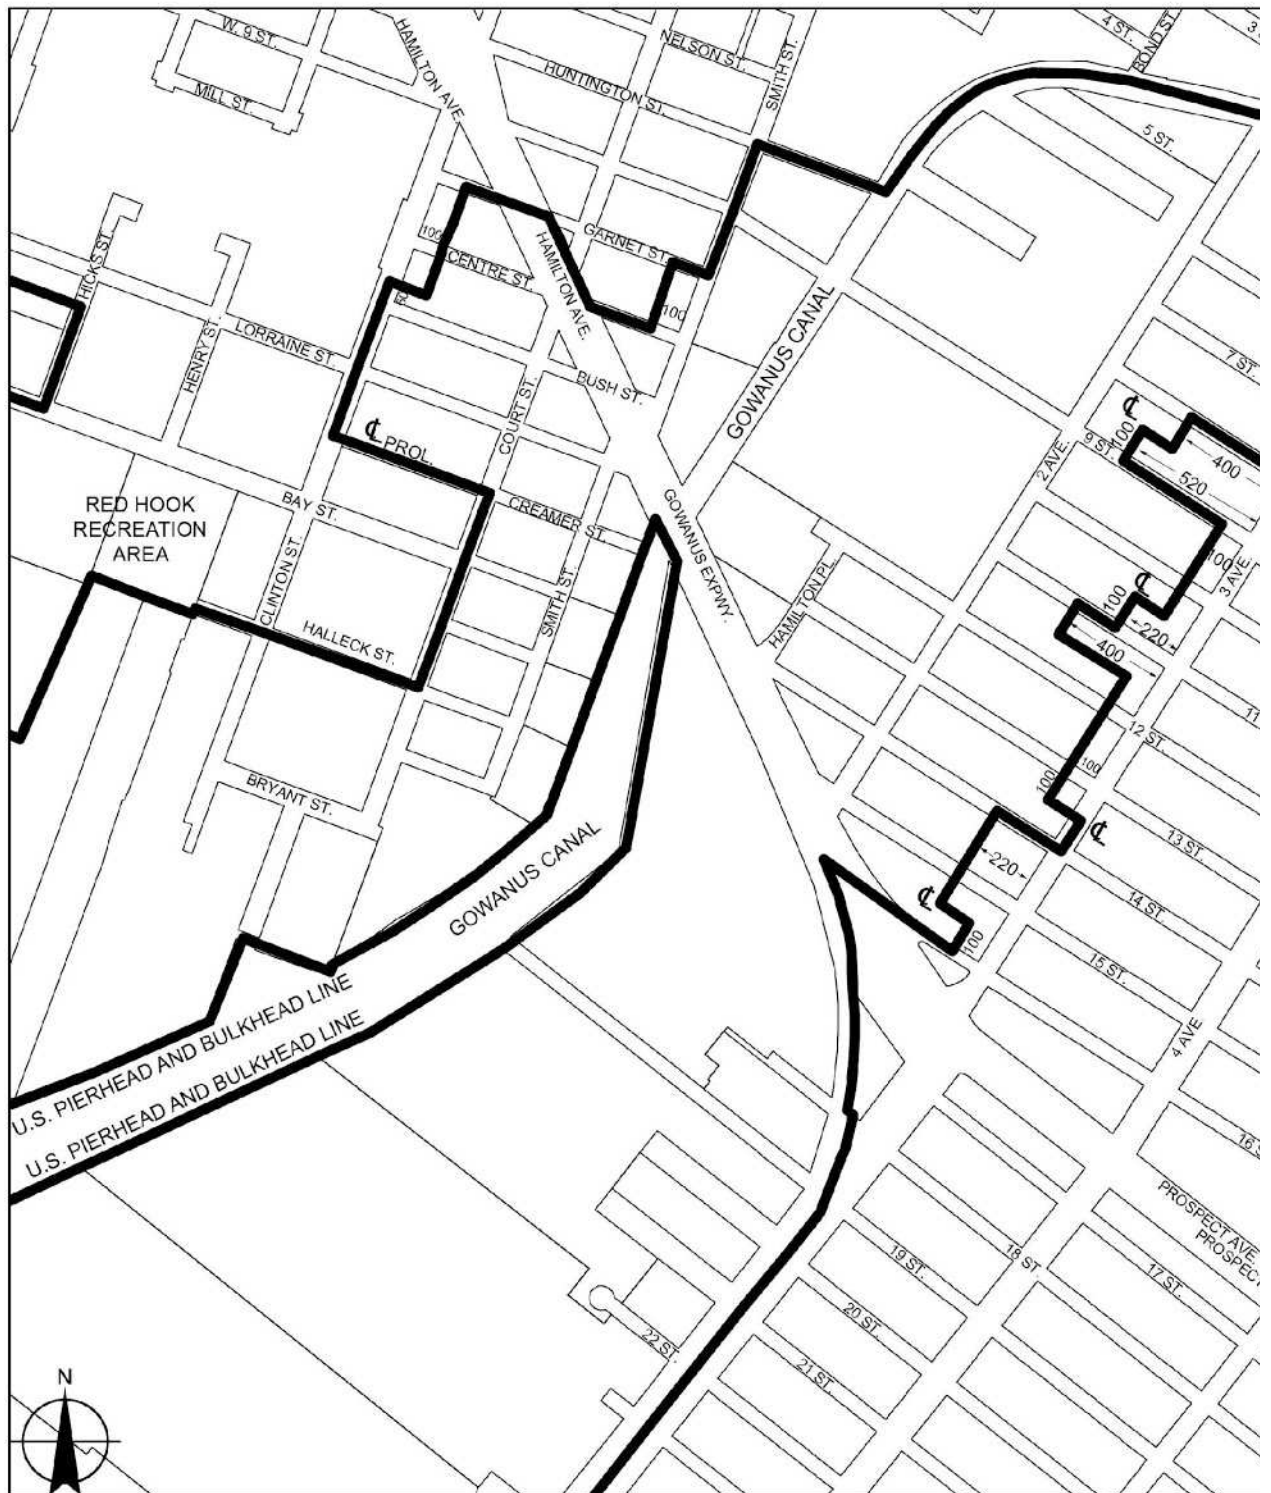 W. 9 ST.
HAMILTON AVE.
NELSON ST.
SMITH ST.
4 ST.
BOND ST.
3
MILL ST.
HUNTINGTON ST.
5 ST.
100
GARNET ST.
HAMILTON AVE.
CENTRE ST.
HICKS ST.
100
GOWANUS CANAL
HENRY ST.
LORRAINE ST.
BUSH ST.
7 ST.
COURT ST.
℄ PROL.
℄
100
9 ST.
400
520
2 AVE.
RED HOOK
RECREATION
AREA
BAY ST.
CREAMER ST.
GOWANUS EXPWY.
CLINTON ST.
SMITH ST.
HAMILTON PL.
100
3 AVE
℄
100
220
400
HALLECK ST.
11
12 ST.
100
100
BRYANT ST.
℄
13 ST.
GOWANUS CANAL
220
℄
14 ST.
100
15 ST.
U.S. PIERHEAD AND BULKHEAD LINE
U.S. PIERHEAD AND BULKHEAD LINE
4 AVE
16 S
PROSPECT AVE.
PROSPECT
19 ST.
18 ST.
17 ST.
20 ST.
22 ST.
21 ST.
N